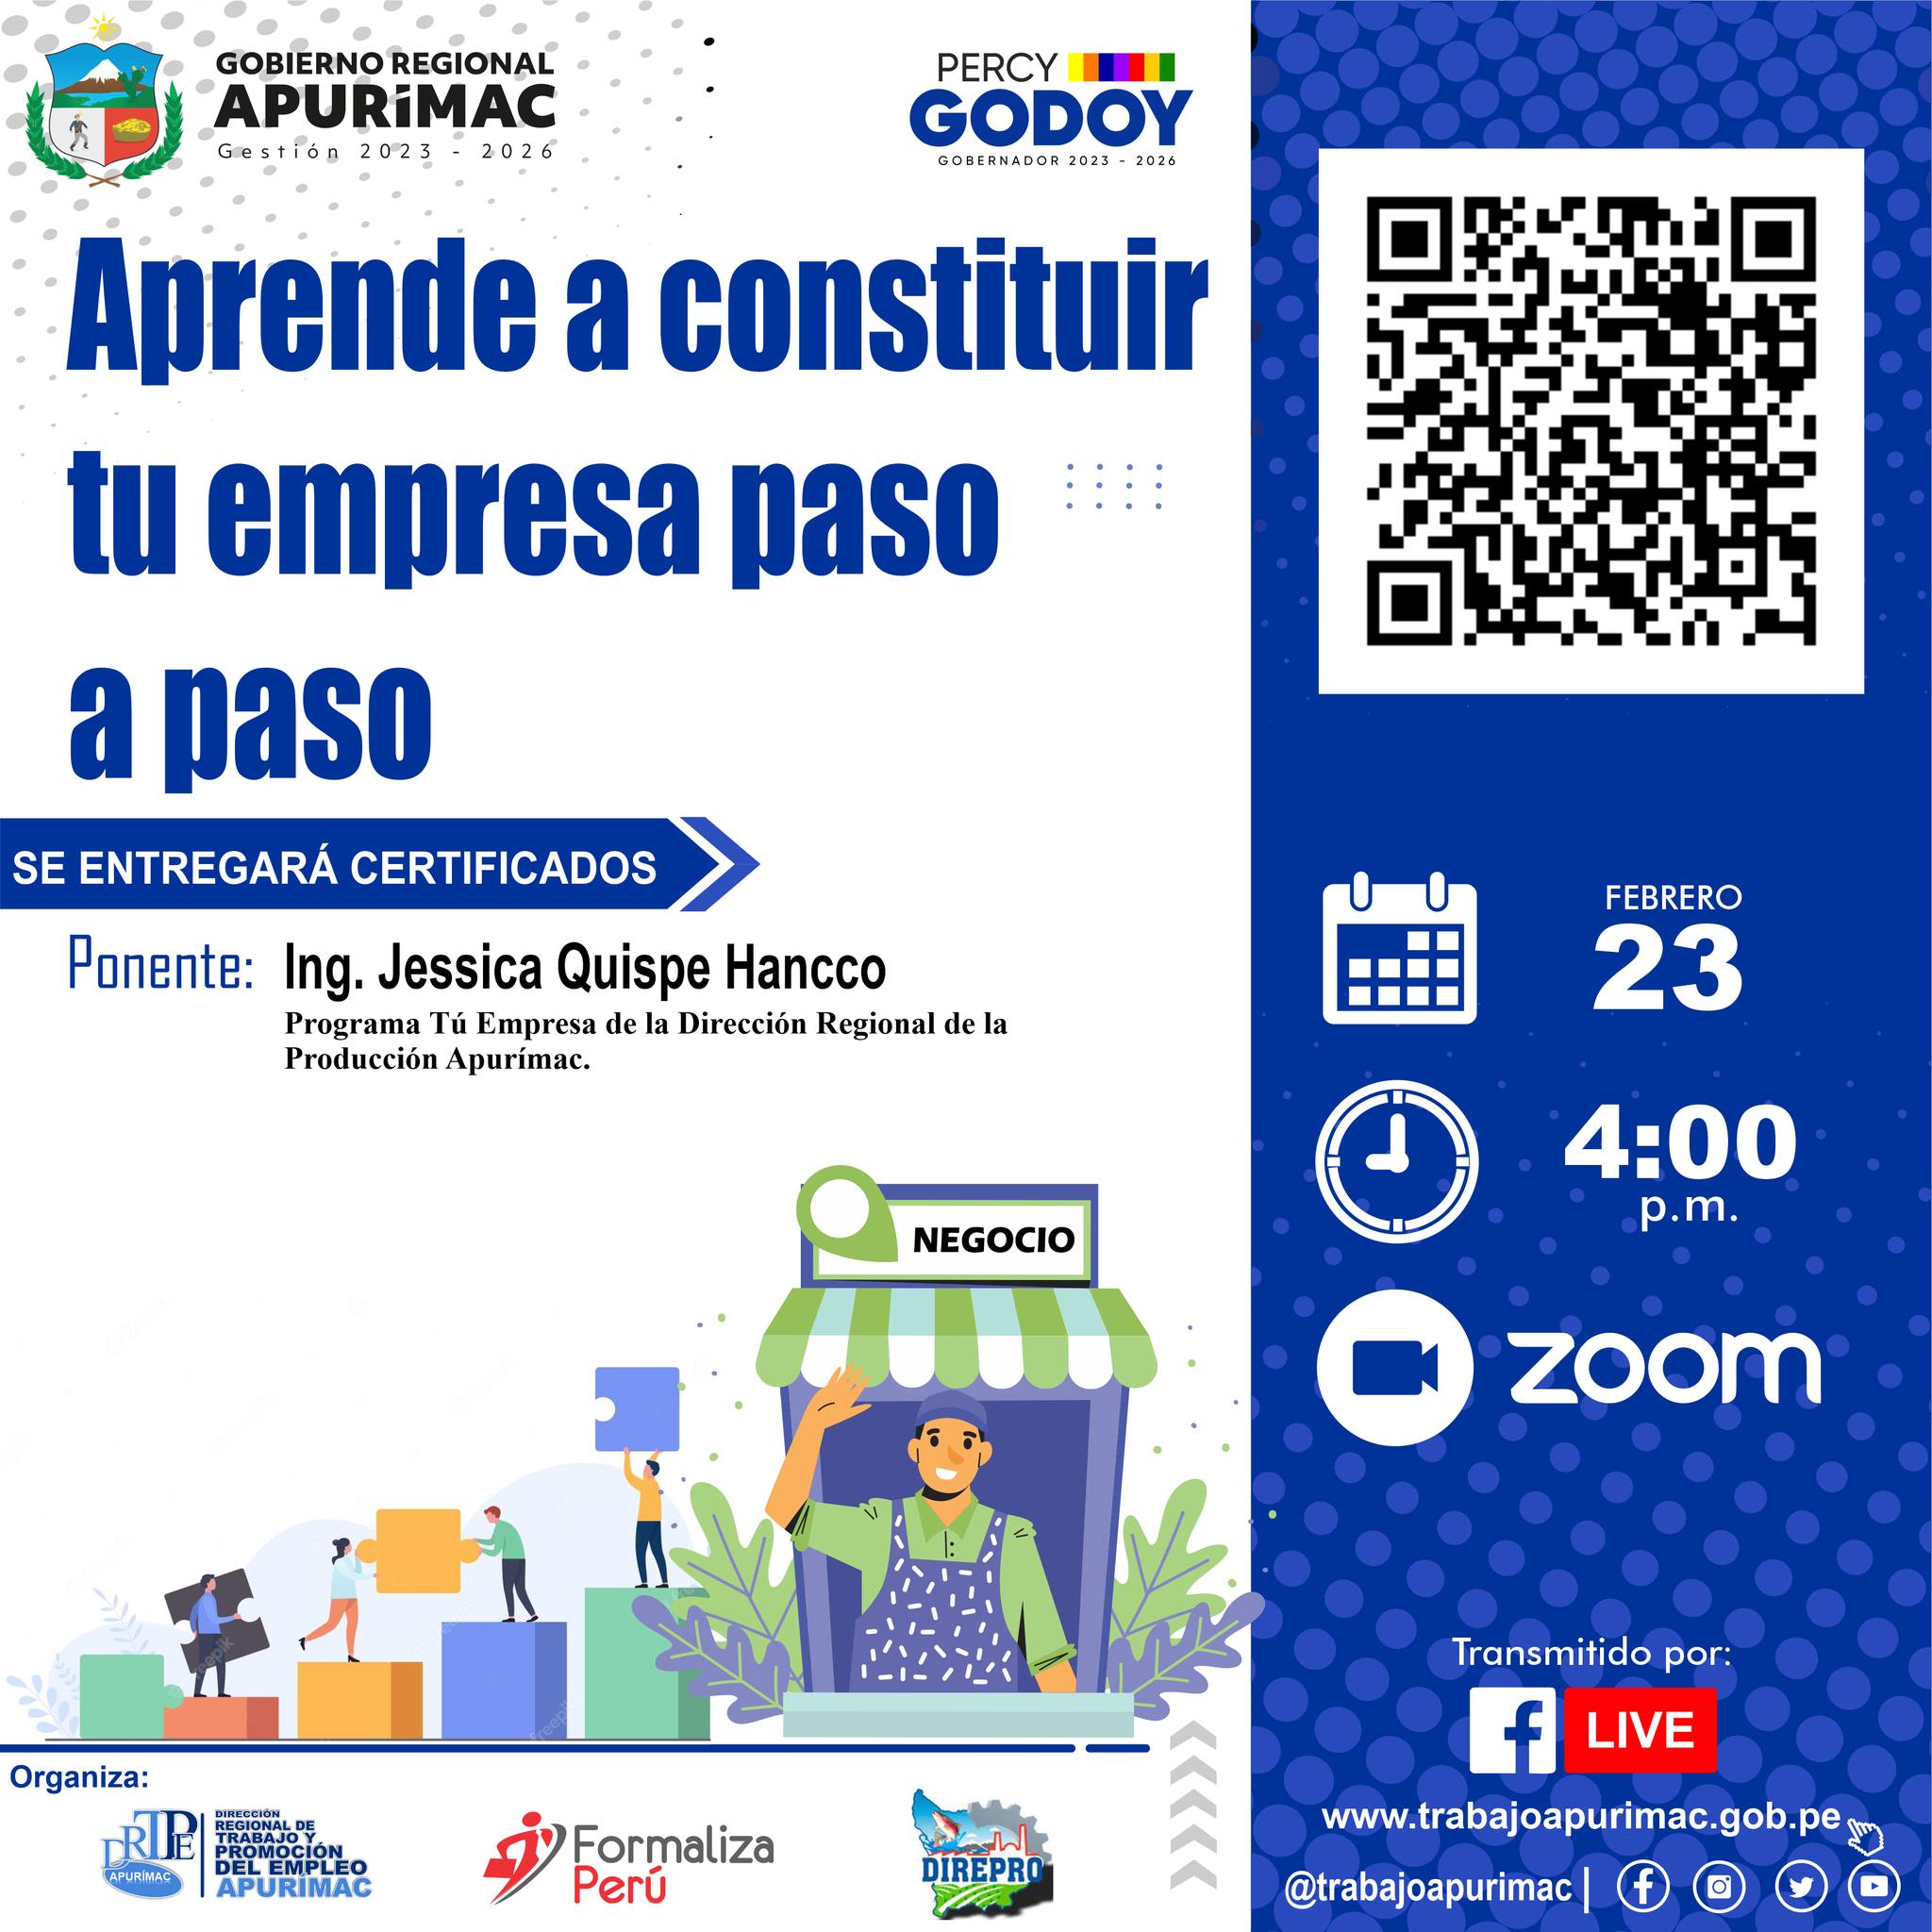 GOBIERNO REGIONAL
APURíMAC
Gestión 2023 - 2026
PERCY
GODOY
GOBERNADOR 2023 - 2026
Aprende a constituir
tu empresa paso
a paso
SE ENTREGARÁ CERTIFICADOS
Ponente: Ing. Jessica Quispe Hancco
Programa Tú Empresa de la Dirección Regional de la
Producción Apurímac.
NEGOCIO
Organiza:
DRTPE
APURÍMAC
DIRECCIÓN
REGIONAL DE
TRABAJO Y
PROMOCIÓN
DEL EMPLEO
APURÍMAC
Formaliza
Perú
DIREPRO
FEBRERO
23
4:00
p.m.
zoom
Transmitido por:
f LIVE
www.trabajoapurimac.gob.pe
@trabajoapurimac|